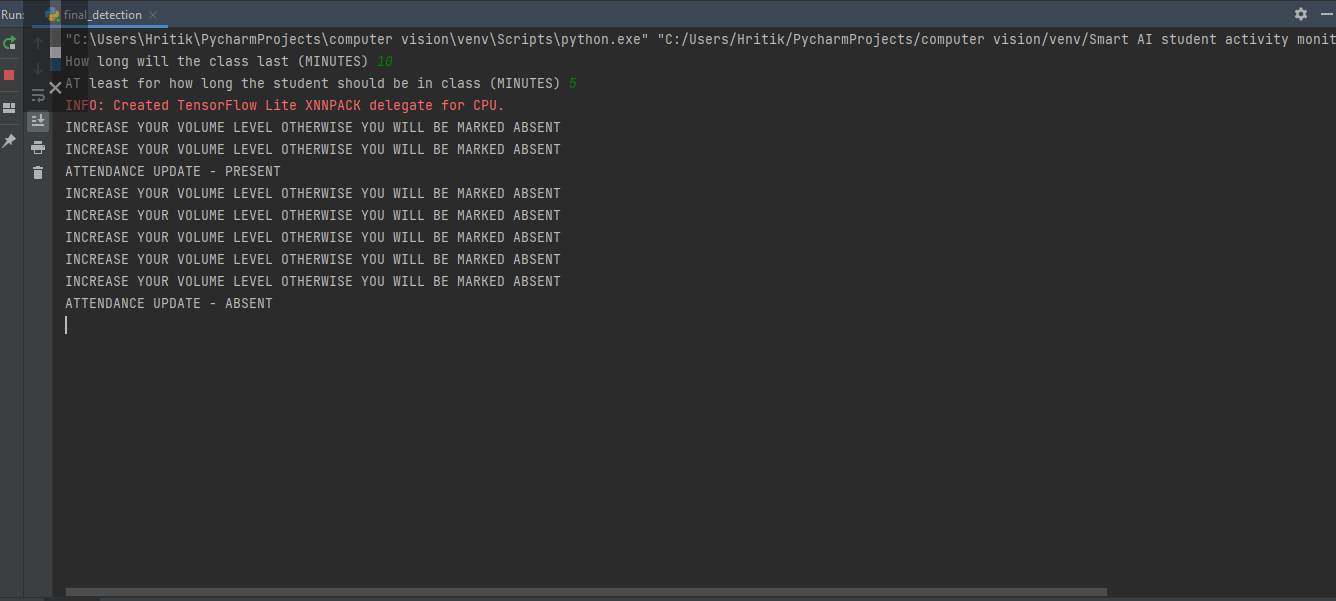 Run: final_detection
"C:\Users\Hritik\PycharmProjects\computer vision\venv\Scripts\python.exe" "C:/Users/Hritik/PycharmProjects/computer vision/venv/Smart AI student activity monit
How long will the class last (MINUTES) 10
AT least for how long the student should be in class (MINUTES) 5
INFO: Created TensorFlow Lite XNNPACK delegate for CPU.
INCREASE YOUR VOLUME LEVEL OTHERWISE YOU WILL BE MARKED ABSENT
INCREASE YOUR VOLUME LEVEL OTHERWISE YOU WILL BE MARKED ABSENT
ATTENDANCE UPDATE - PRESENT
INCREASE YOUR VOLUME LEVEL OTHERWISE YOU WILL BE MARKED ABSENT
INCREASE YOUR VOLUME LEVEL OTHERWISE YOU WILL BE MARKED ABSENT
INCREASE YOUR VOLUME LEVEL OTHERWISE YOU WILL BE MARKED ABSENT
INCREASE YOUR VOLUME LEVEL OTHERWISE YOU WILL BE MARKED ABSENT
INCREASE YOUR VOLUME LEVEL OTHERWISE YOU WILL BE MARKED ABSENT
ATTENDANCE UPDATE - ABSENT